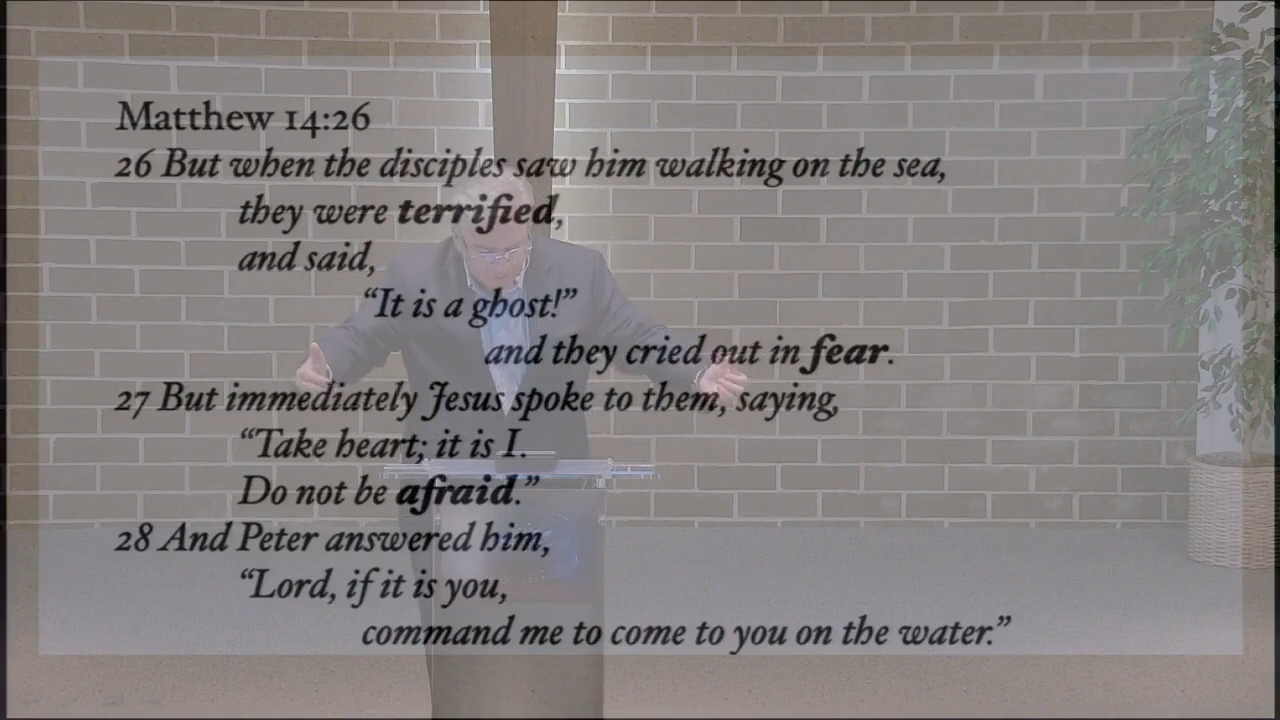 Matthew 14:26
26 But when the disciples saw him walking on the sea,
they were terrified,
and said,
“It is a ghost!”
and they cried out in fear.
27 But immediately Jesus spoke to them, saying,
“Take heart; it is I.
Do not be afraid.”
28 And Peter answered him,
“Lord, if it is you,
command me to come to you on the water.”